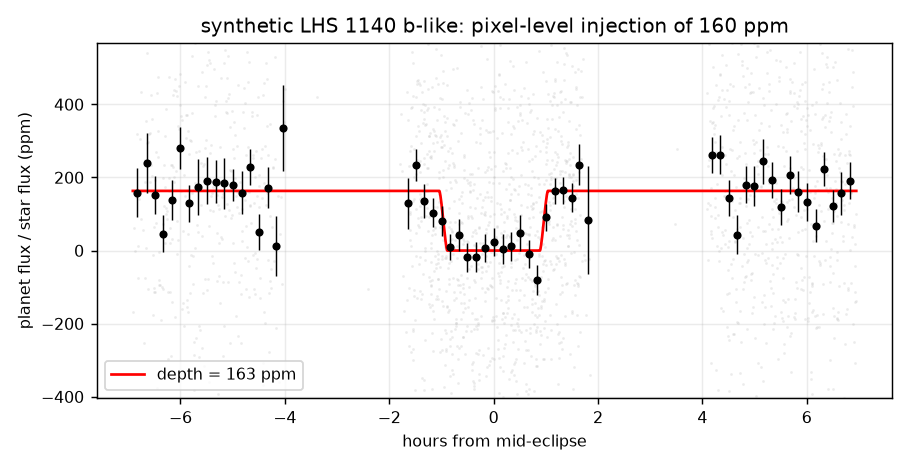 synthetic LHS 1140 b-like: pixel-level injection of 160 ppm
planet flux / star flux (ppm)
400
200
0
−200
−400
depth = 163 ppm
−6 −4 −2 0 2 4 6
hours from mid-eclipse